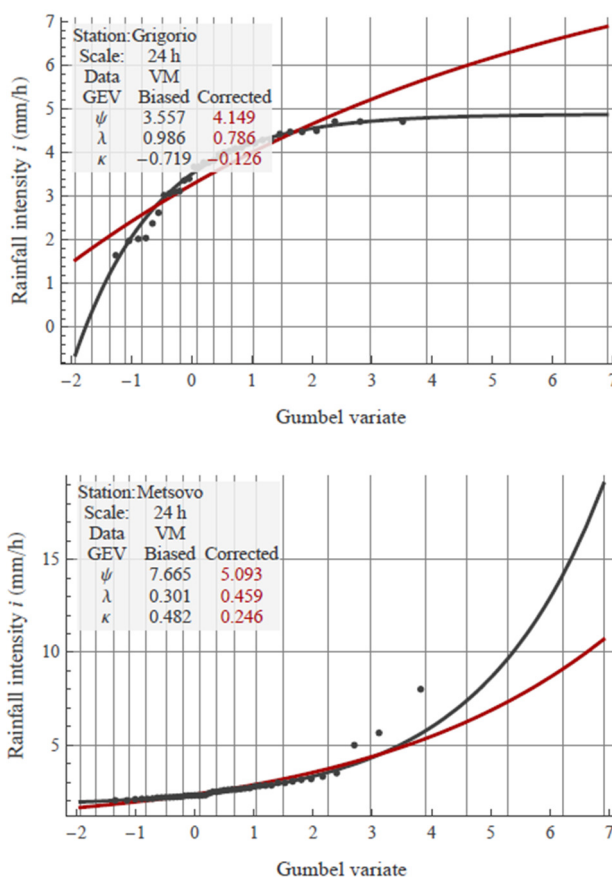 7
6
5
4
3
2
1
0
Rainfall intensity i (mm/h)
Station: Grigorio
Scale: 24 h
Data VM
GEV Biased Corrected
ψ 3.557 4.149
λ 0.986 0.786
κ −0.719 −0.126
−2 −1 0 1 2 3 4 5 6 7
Gumbel variate
15
10
5
Rainfall intensity i (mm/h)
Station: Metsovo
Scale: 24 h
Data VM
GEV Biased Corrected
ψ 7.665 5.093
λ 0.301 0.459
κ 0.482 0.246
−2 −1 0 1 2 3 4 5 6 7
Gumbel variate